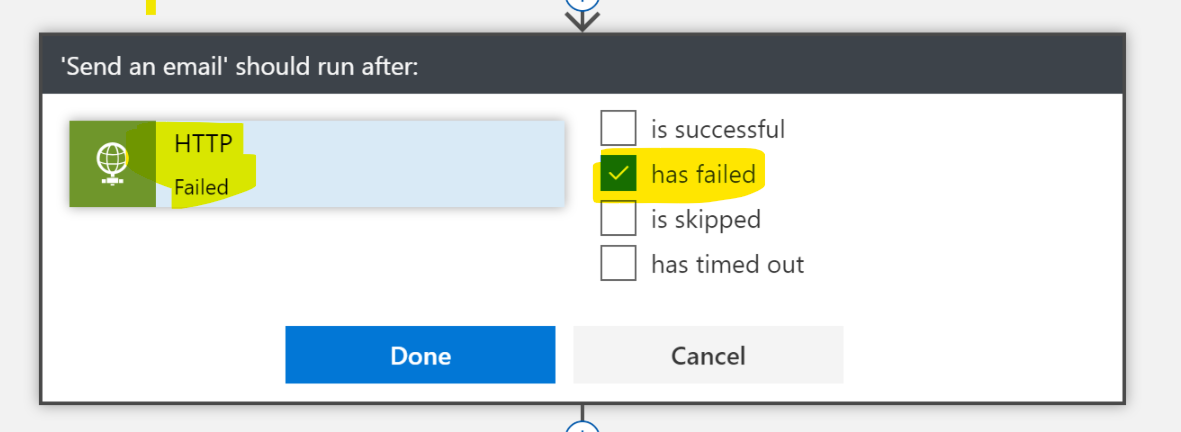 'Send an email' should run after:
HTTP
Failed
is successful
has failed
is skipped
has timed out
Done
Cancel